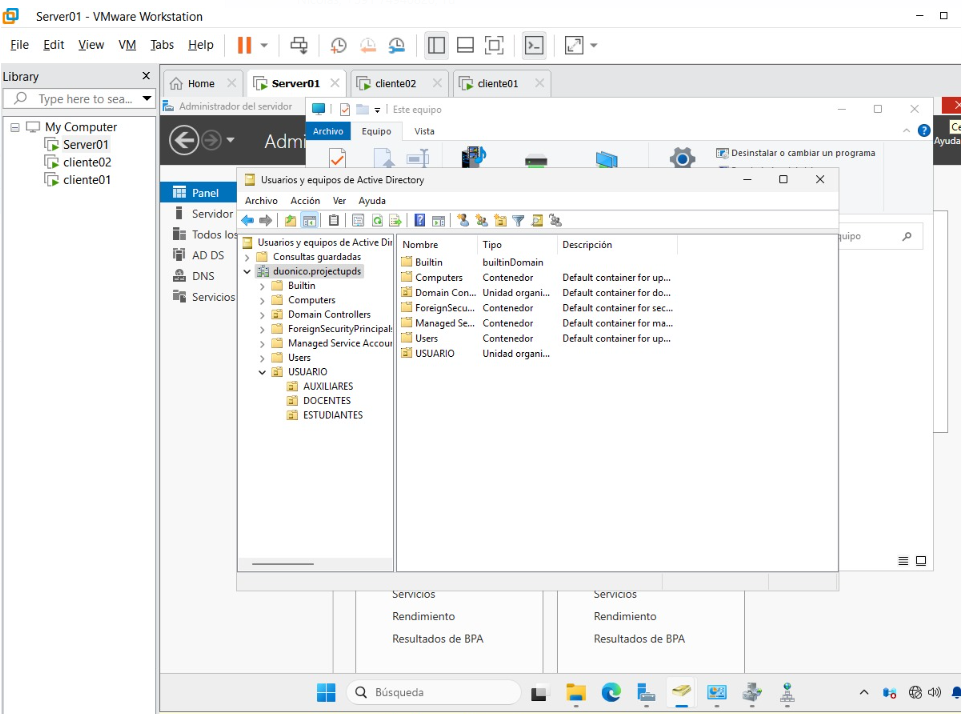 Server01 - VMware Workstation
File Edit View VM Tabs Help
Library
Type here to sea...
My Computer
Server01
cliente02
cliente01
Home
Server01
cliente02
cliente01
Administrador del servidor
Este equipo
Archivo Equipo Vista
Desinstalar o cambiar un programa
Ayuda
Panel
Servidor
Todos los
AD DS
DNS
Servicios
Usuarios y equipos de Active Directory
Archivo Acción Ver Ayuda
Usuarios y equipos de Active Dir
Consultas guardadas
duonico.projectupds
Builtin
Computers
Domain Controllers
ForeignSecurityPrincipals
Managed Service Accour
Users
USUARIO
AUXILIARES
DOCENTES
ESTUDIANTES
Nombre Tipo Descripción
Builtin builtinDomain
Computers Contenedor Default container for up...
Domain Con... Unidad organi... Default container for do...
ForeignSecu... Contenedor Default container for sec...
Managed Se... Contenedor Default container for ma...
Users Contenedor Default container for up...
USUARIO Unidad organi...
Servicios
Rendimiento
Resultados de BPA
Servicios
Rendimiento
Resultados de BPA
Búsqueda